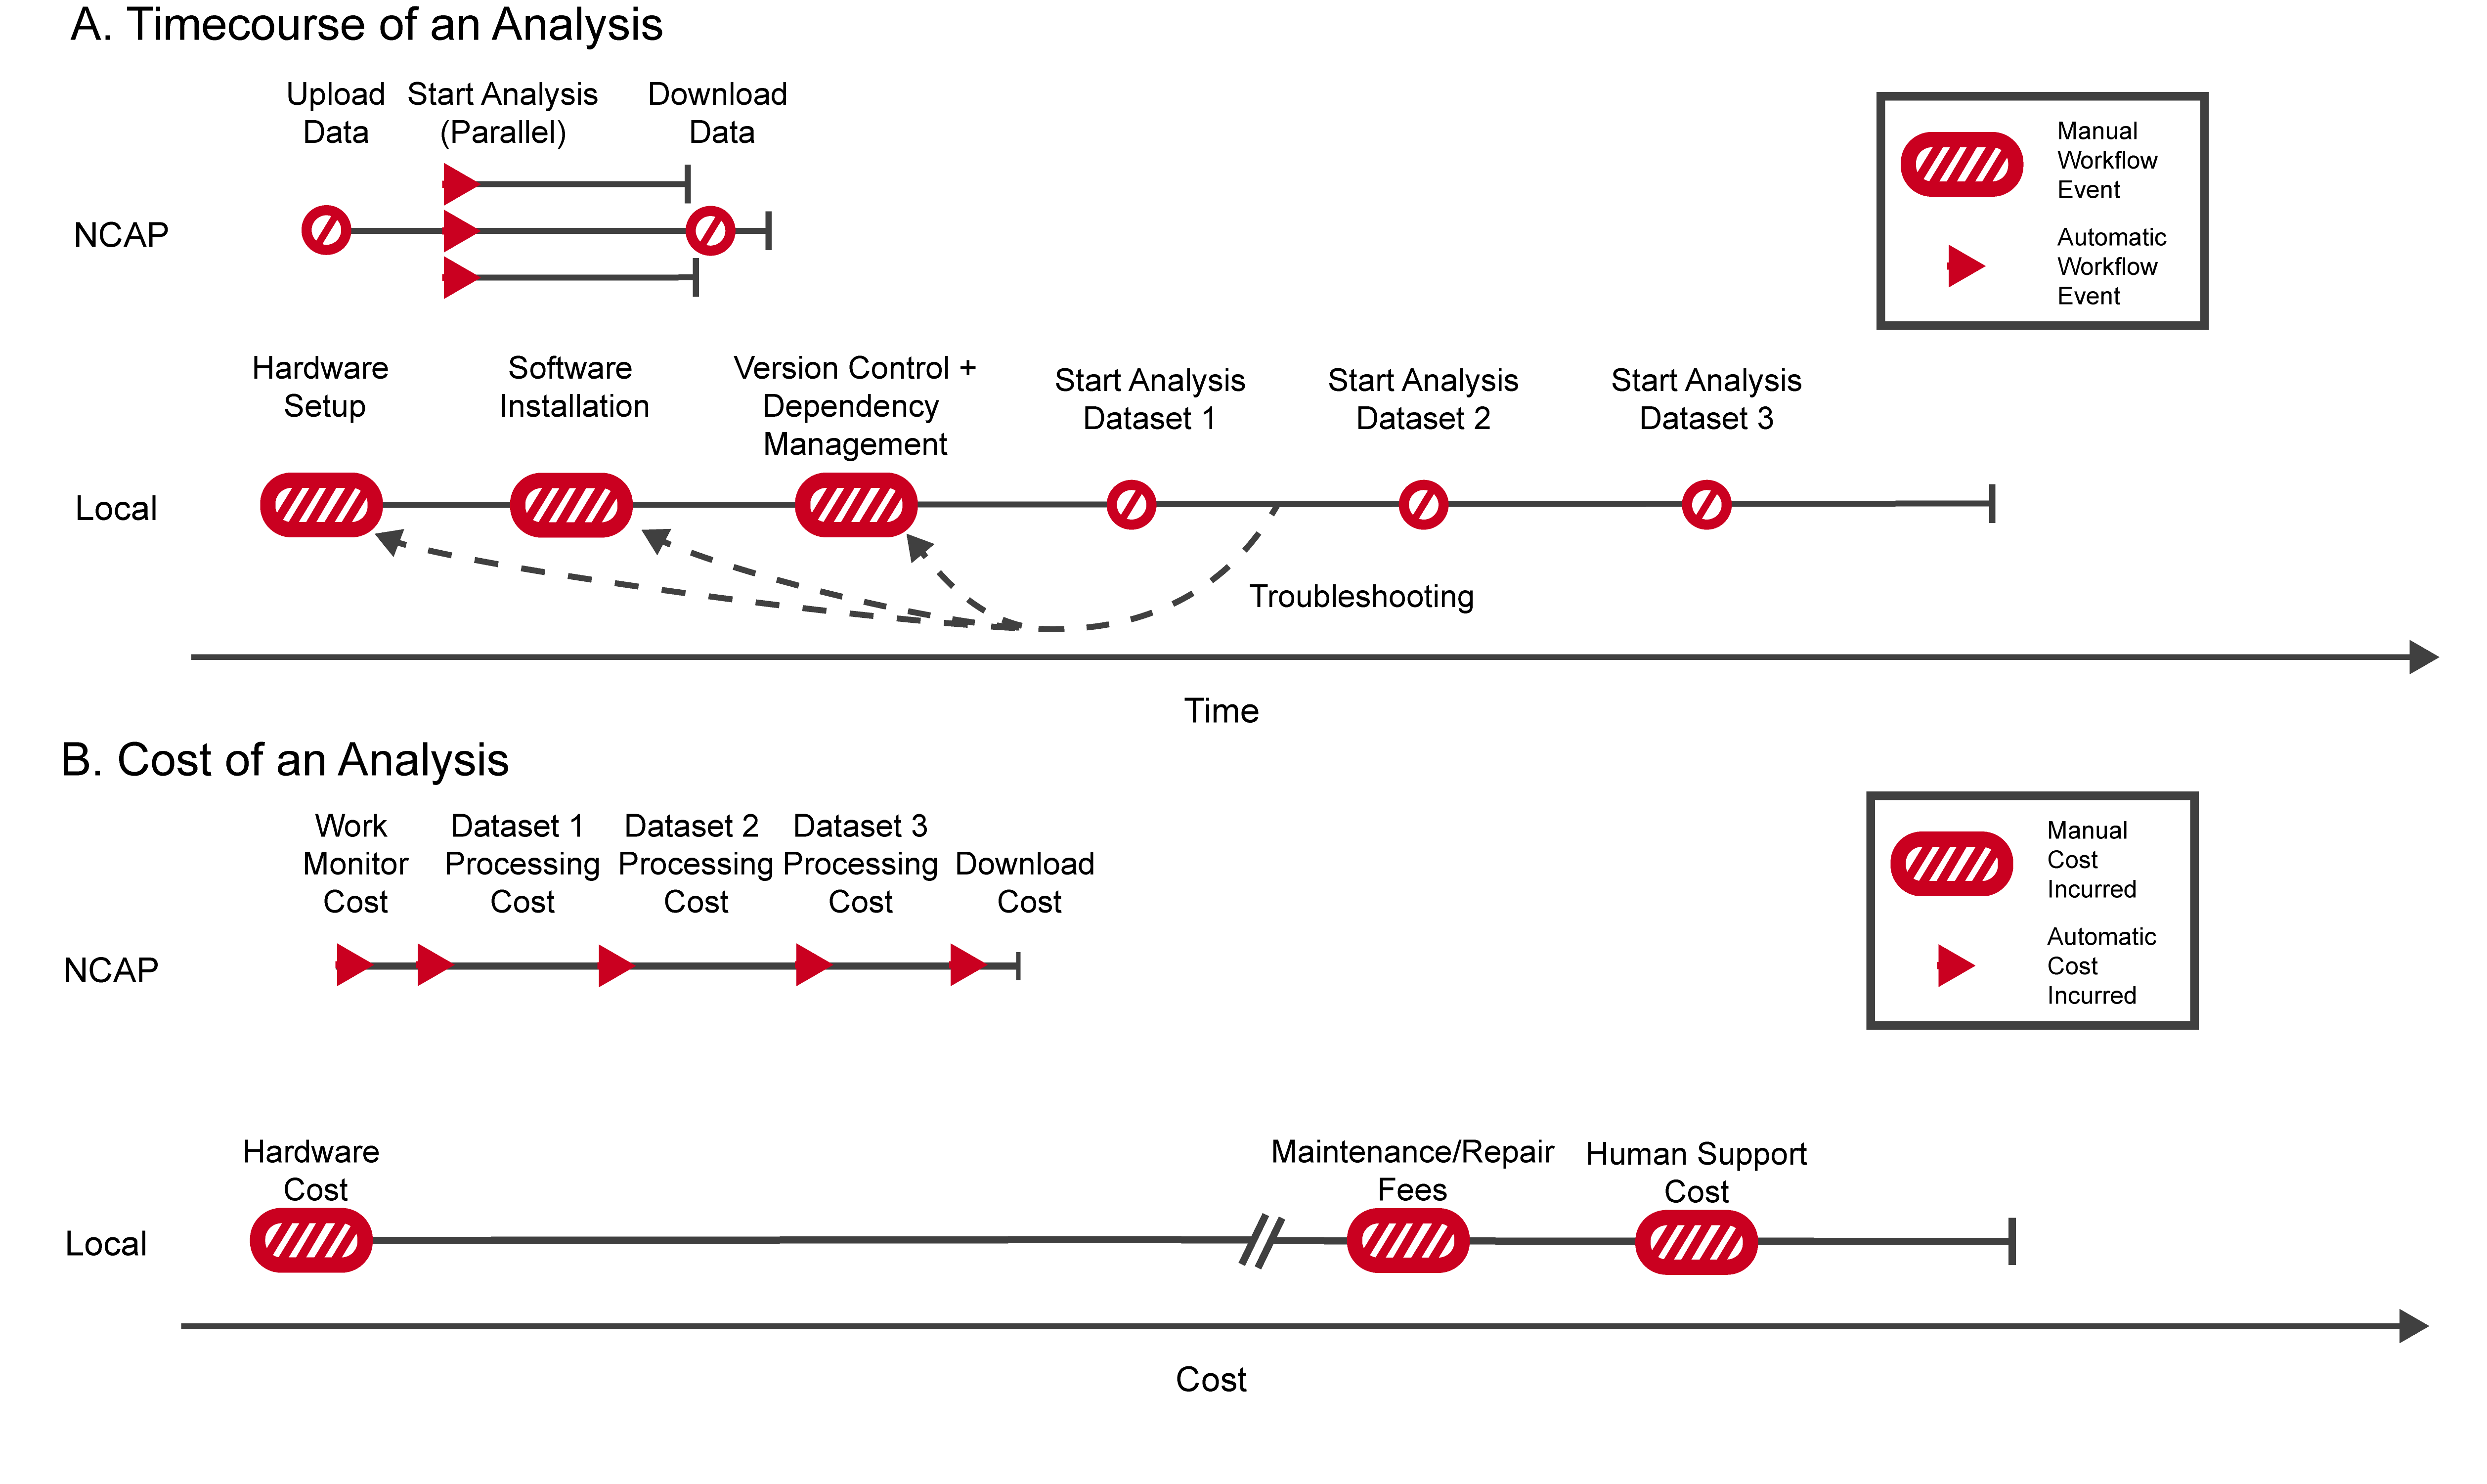 A. Timecourse of an Analysis
Upload
Data
Start Analysis
(Parallel)
Download
Data
NCAP
Manual
Workflow
Event
Automatic
Workflow
Event
Hardware
Setup
Software
Installation
Version Control +
Dependency
Management
Start Analysis
Dataset 1
Start Analysis
Dataset 2
Start Analysis
Dataset 3
Local
Troubleshooting
Time
B. Cost of an Analysis
Work
Monitor
Cost
Dataset 1
Processing
Cost
Dataset 2
Processing
Cost
Dataset 3
Processing
Cost
Download
Cost
NCAP
Manual
Cost
Incurred
Automatic
Cost
Incurred
Hardware
Cost
Maintenance/Repair
Fees
Human Support
Cost
Local
Cost